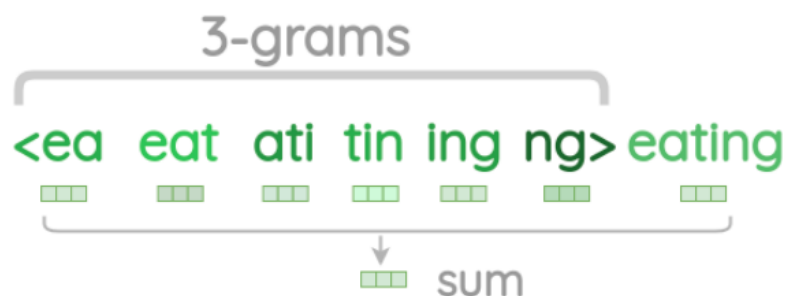 3-grams
<ea eat ati tin ing ng> eating
sum